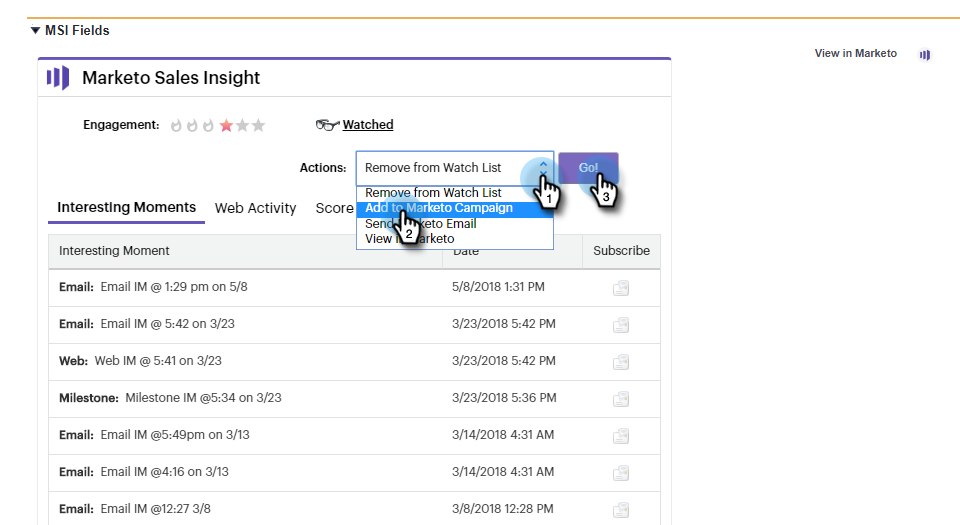 MSI Fields
View in Marketo
Marketo Sales Insight
Engagement: Watched
Actions: Remove from Watch List Go!
Remove from Watch List
Add to Marketo Campaign
Send Marketo Email
View in Marketo
1
2
3
Interesting Moments Web Activity Score
Interesting Moment Date Subscribe
Email: Email IM @ 1:29 pm on 5/8 5/8/2018 1:31 PM
Email: Email IM @ 5:42 on 3/23 3/23/2018 5:42 PM
Web: Web IM @ 5:41 on 3/23 3/23/2018 5:42 PM
Milestone: Milestone IM @5:34 on 3/23 3/23/2018 5:36 PM
Email: Email IM @5:49pm on 3/13 3/14/2018 4:31 AM
Email: Email IM @4:16 on 3/13 3/14/2018 4:31 AM
Email: Email IM @12:27 3/8 3/8/2018 12:28 PM